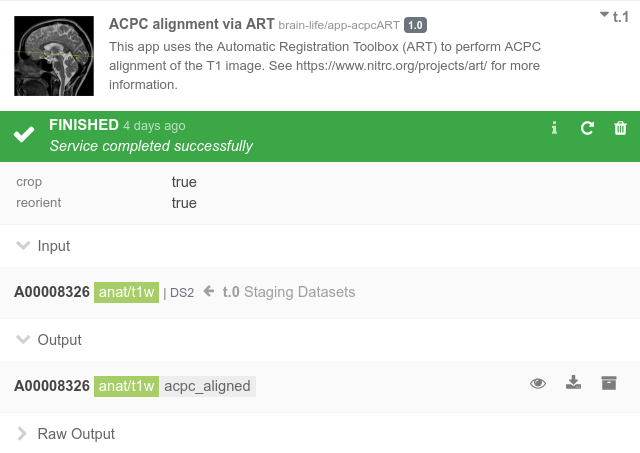 ACPC alignment via ART brain-life/app-acpcART 1.0
t.1
This app uses the Automatic Registration Toolbox (ART) to perform ACPC
alignment of the T1 image. See https://www.nitrc.org/projects/art/ for more
information.
FINISHED 4 days ago
Service completed successfully
crop true
reorient true
Input
A00008326 anat/t1w | DS2 t.0 Staging Datasets
Output
A00008326 anat/t1w acpc_aligned
Raw Output